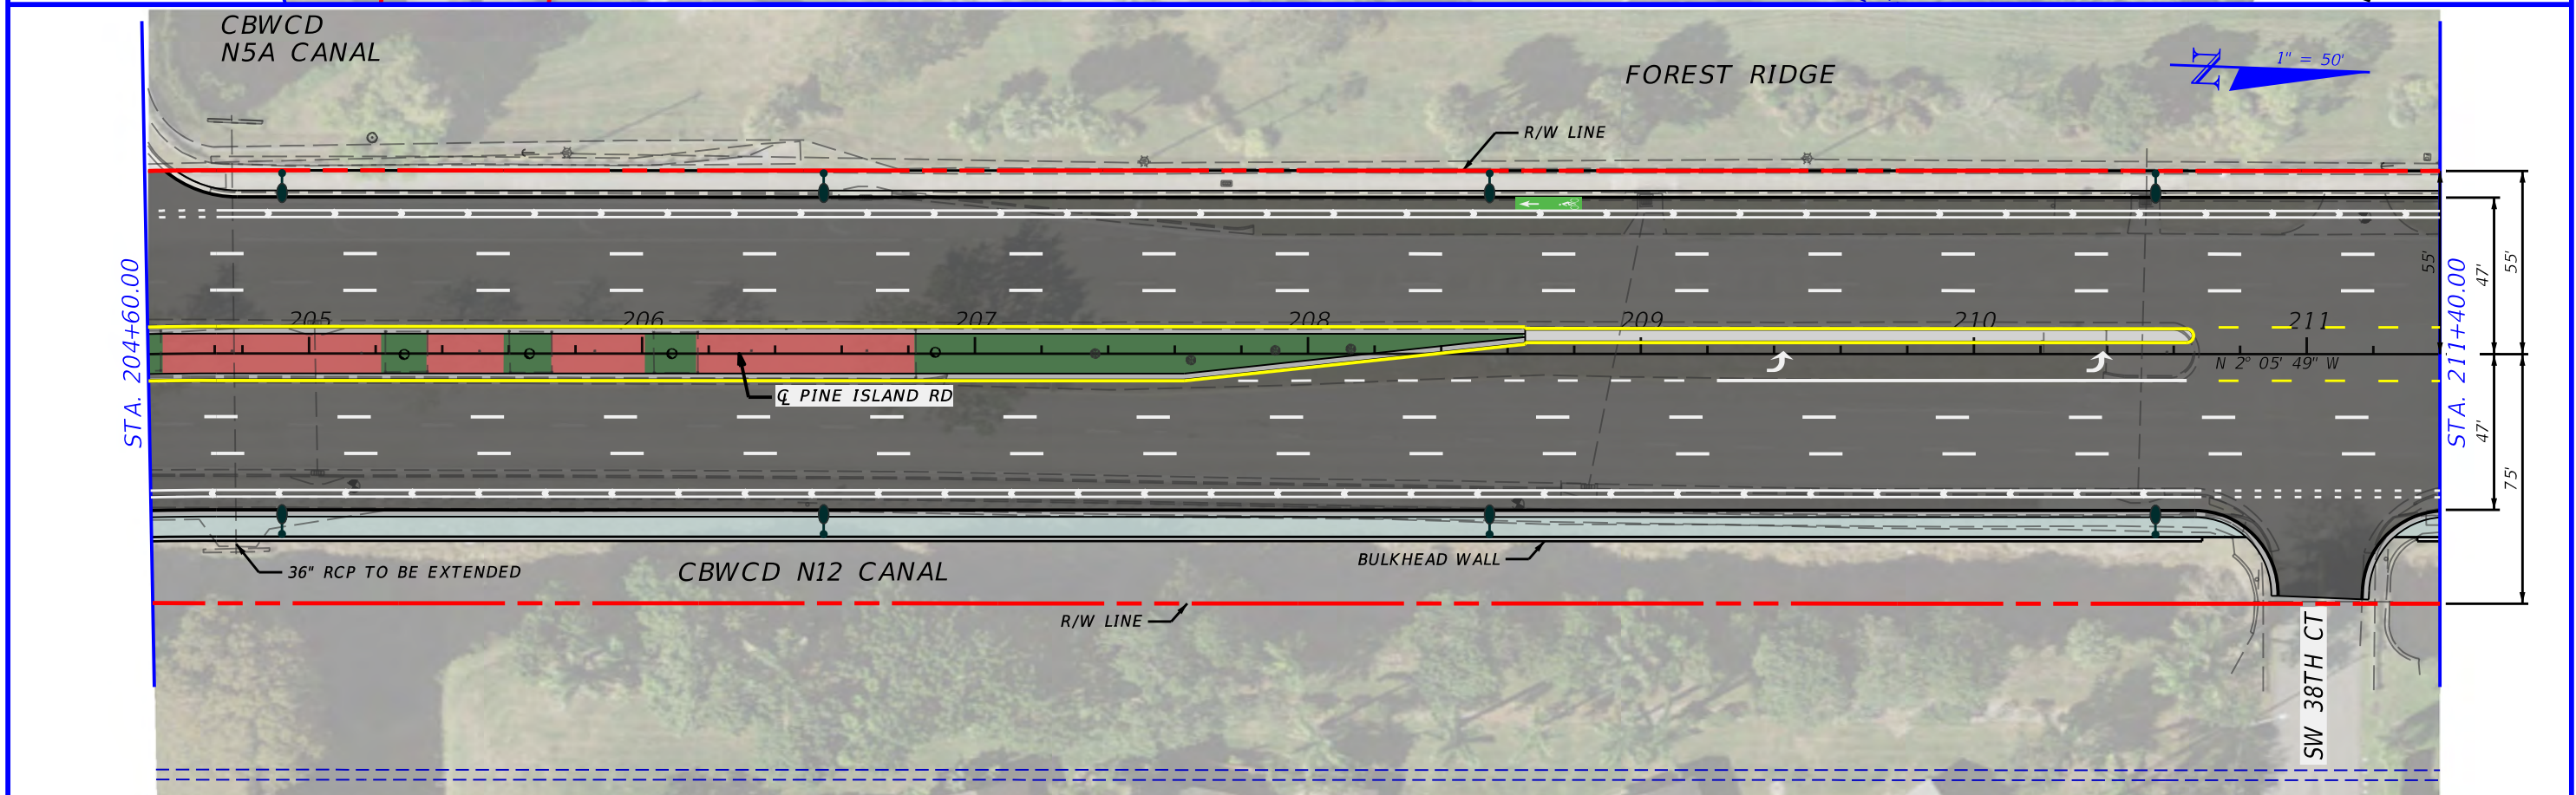 CBWCD
N5A CANAL
FOREST RIDGE
N
1" = 50'
R/W LINE
STA. 204+60.00
205
206
207
208
209
210
211
N 2° 05' 49" W
℄ PINE ISLAND RD
55'
47'
55'
STA. 211+40.00
47'
75'
36" RCP TO BE EXTENDED
CBWCD N12 CANAL
BULKHEAD WALL
R/W LINE
SW 38TH CT